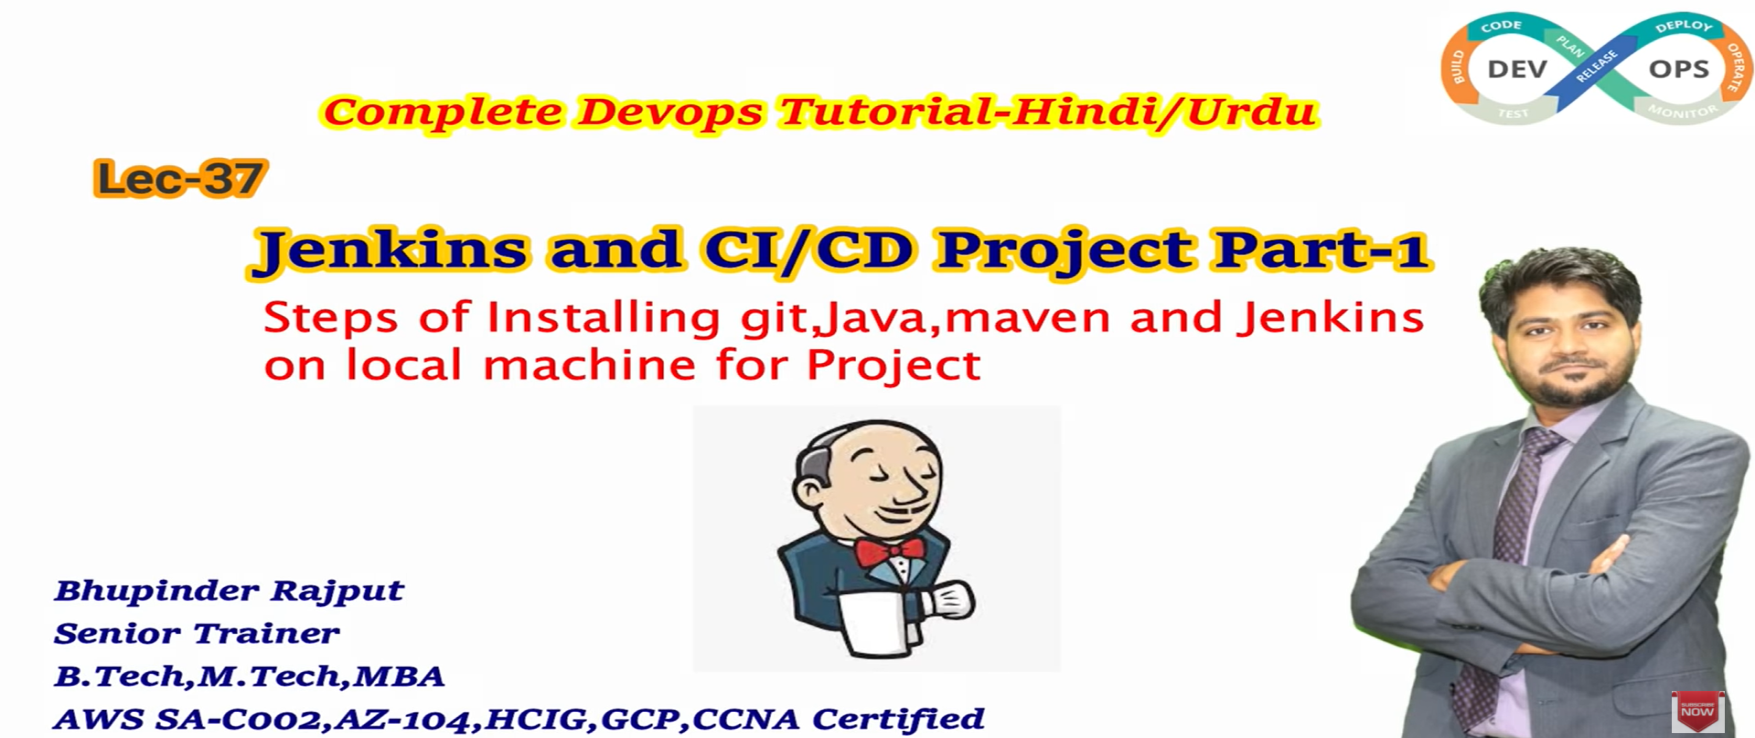 CODE
DEPLOY
PLAN
BUILD
DEV
RELEASE
OPS
OPERATE
TEST
MONITOR
Complete Devops Tutorial-Hindi/Urdu
Lec-37
Jenkins and CI/CD Project Part-1
Steps of Installing git,Java,maven and Jenkins
on local machine for Project
Bhupinder Rajput
Senior Trainer
B.Tech,M.Tech,MBA
AWS SA-C002,AZ-104,HCIG,GCP,CCNA Certified
SUBSCRIBE
NOW